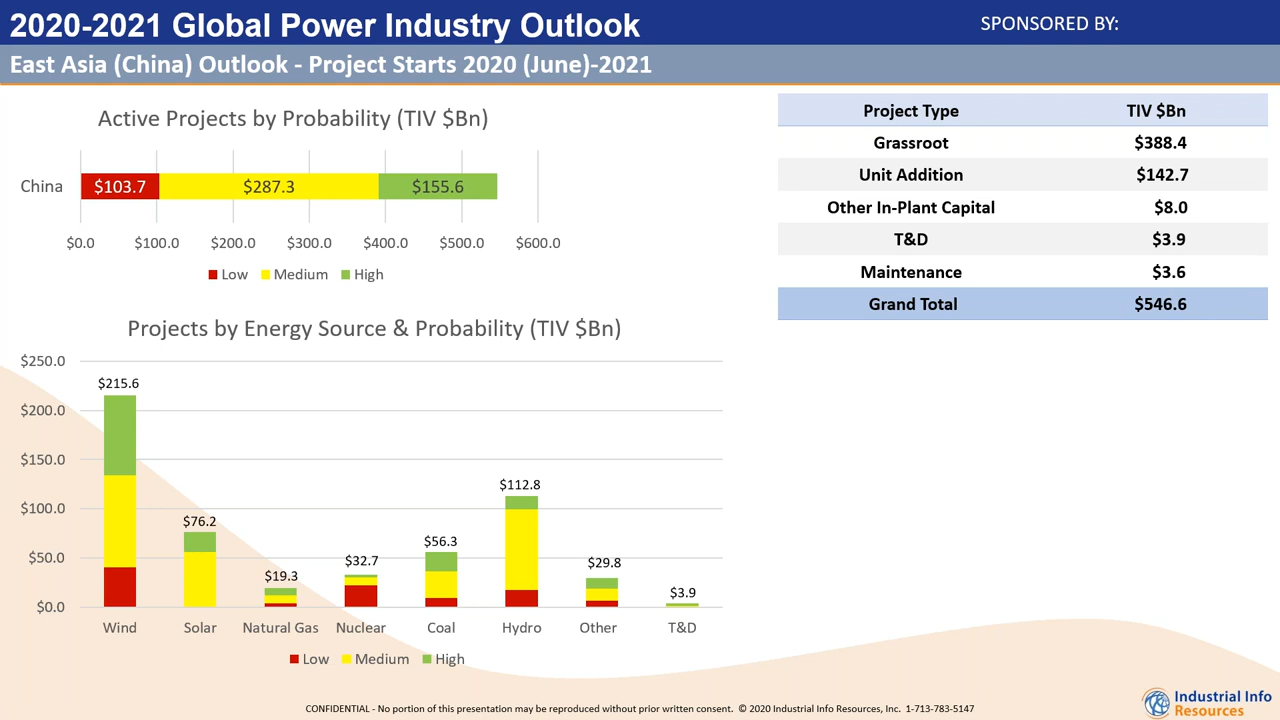 2020-2021 Global Power Industry Outlook
SPONSORED BY:
East Asia (China) Outlook - Project Starts 2020 (June)-2021
Active Projects by Probability (TIV $Bn)
China
$103.7
$287.3
$155.6
$0.0 $100.0 $200.0 $300.0 $400.0 $500.0 $600.0
Low Medium High
Project Type TIV $Bn
Grassroot $388.4
Unit Addition $142.7
Other In-Plant Capital $8.0
T&D $3.9
Maintenance $3.6
Grand Total $546.6
Projects by Energy Source & Probability (TIV $Bn)
$250.0
$200.0
$150.0
$100.0
$50.0
$0.0
$215.6
$76.2
$19.3
$32.7
$56.3
$112.8
$29.8
$3.9
Wind Solar Natural Gas Nuclear Coal Hydro Other T&D
Low Medium High
CONFIDENTIAL - No portion of this presentation may be reproduced without prior written consent. © 2020 Industrial Info Resources, Inc. 1-713-783-5147
Industrial Info
Resources